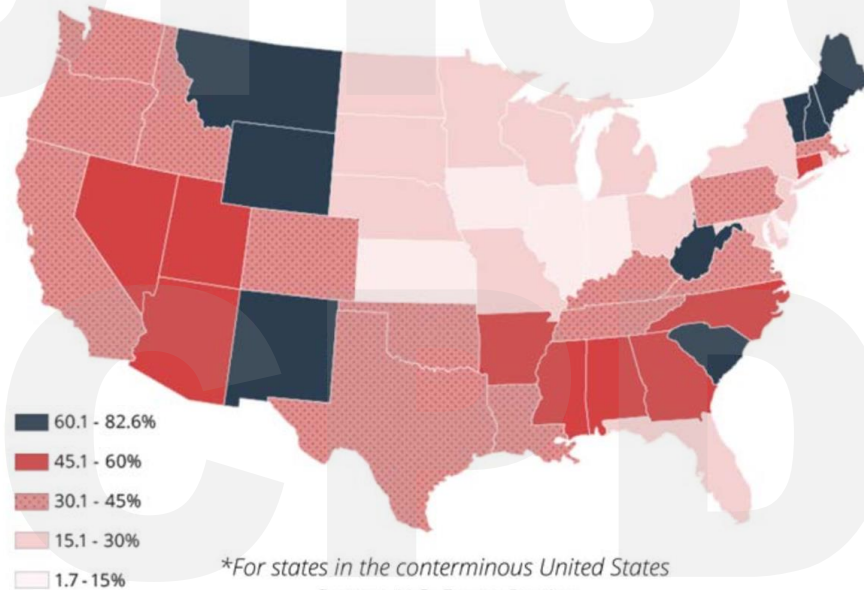 60.1 - 82.6%
45.1 - 60%
30.1 - 45%
15.1 - 30%
1.7 - 15%
*For states in the conterminous United States